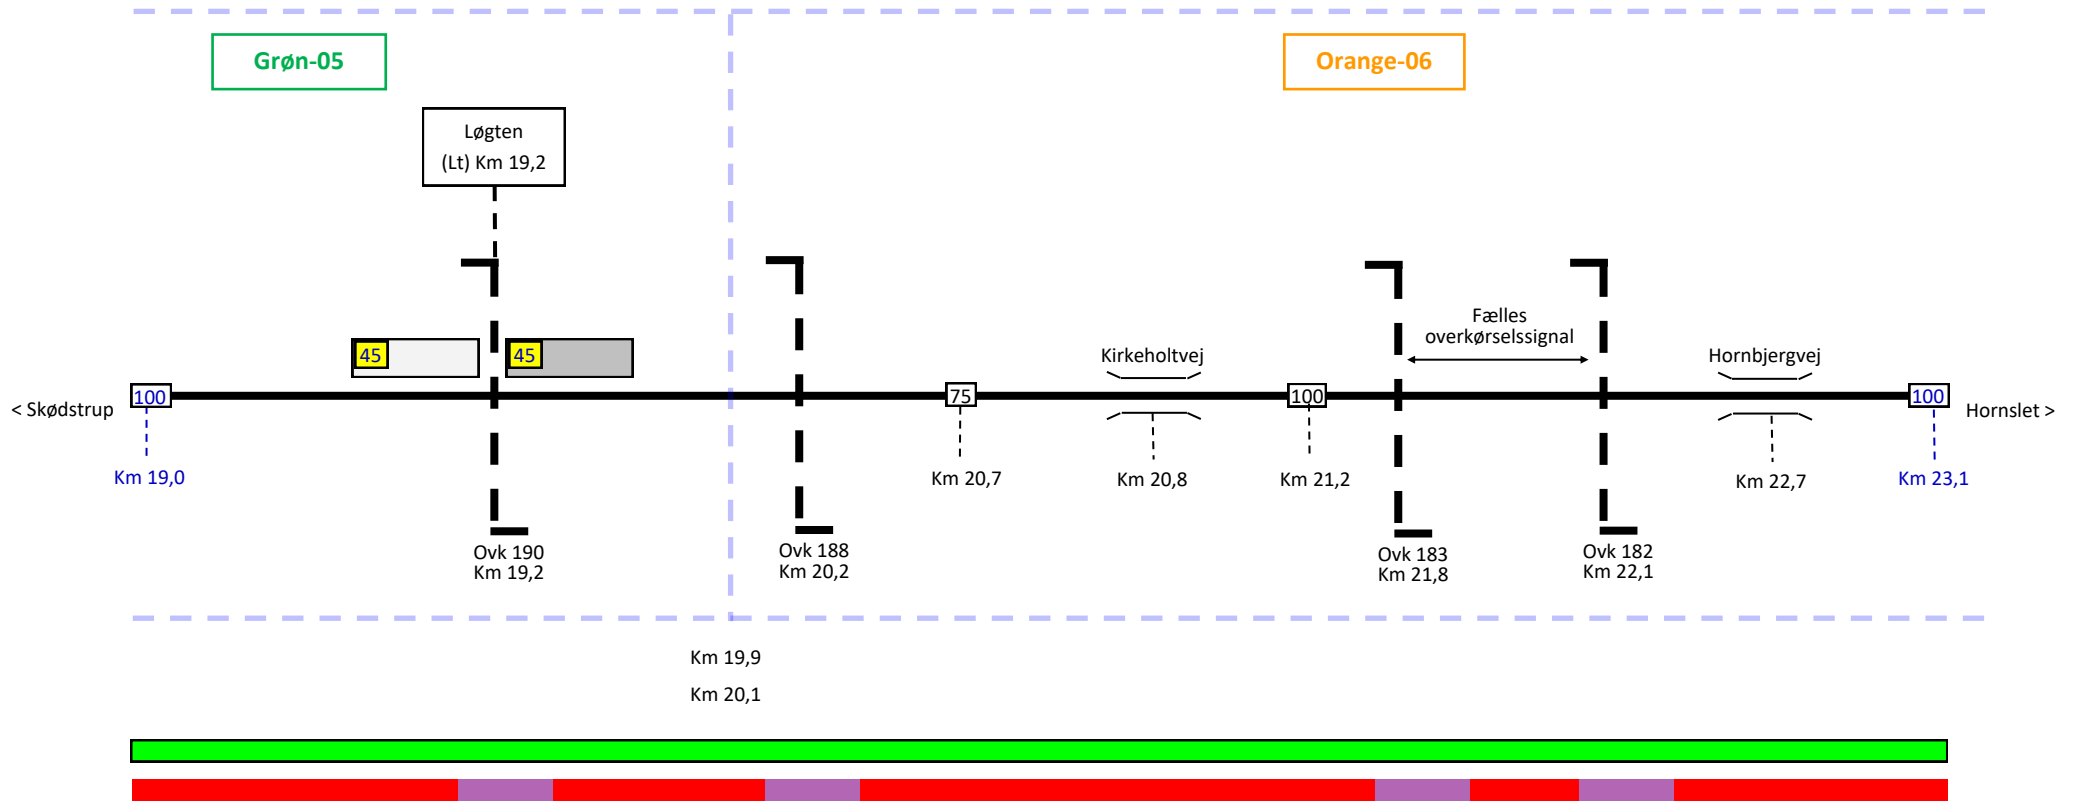 Grøn-05
Orange-06
Løgten
(Lt) Km 19,2
Fælles
overkørselssignal
45
45
Kirkeholtvej
Hornbjergvej
< Skødstrup
100
75
100
100
Hornslet >
Km 19,0
Km 20,7
Km 20,8
Km 21,2
Km 22,7
Km 23,1
Ovk 190
Km 19,2
Ovk 188
Km 20,2
Ovk 183
Km 21,8
Ovk 182
Km 22,1
Km 19,9
Km 20,1